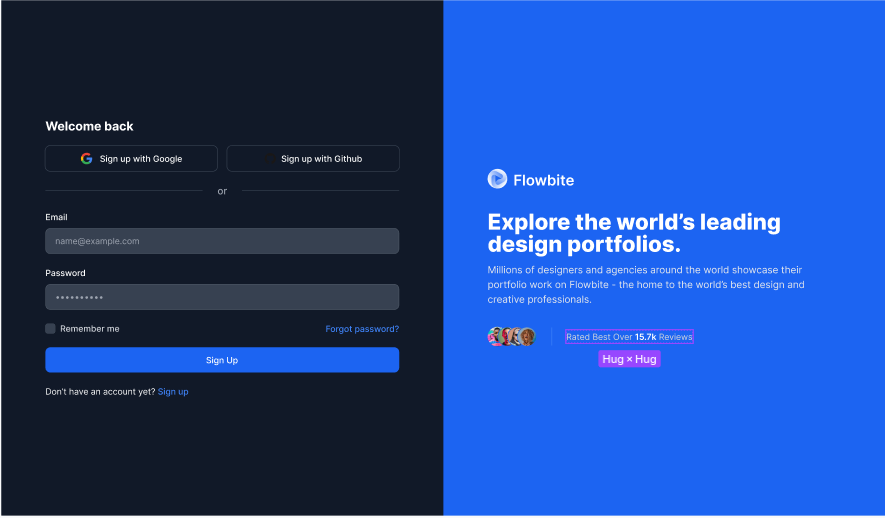 Welcome back
Sign up with Google
Sign up with Github
or
Email
name@example.com
Password
••••••••••
Remember me
Forgot password?
Sign Up
Don't have an account yet? Sign up
Flowbite
Explore the world's leading
design portfolios.
Millions of designers and agencies around the world showcase their
portfolio work on Flowbite - the home to the world's best design and
creative professionals.
Rated Best Over 15.7k Reviews
Hug × Hug